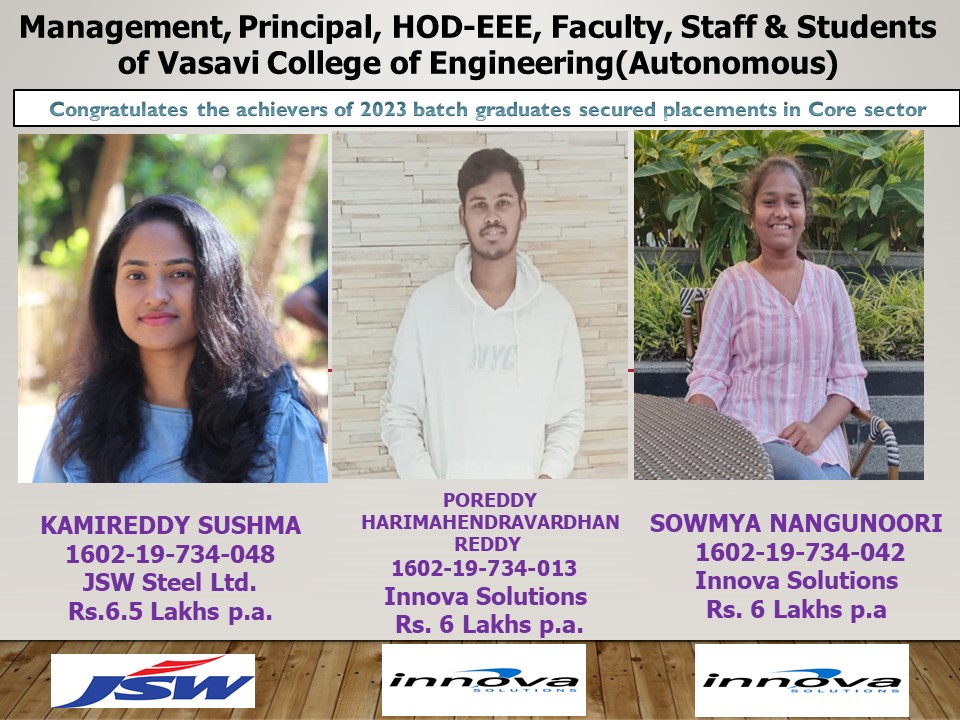 Management, Principal, HOD-EEE, Faculty, Staff & Students
of Vasavi College of Engineering(Autonomous)
Congratulates the achievers of 2023 batch graduates secured placements in Core sector
NYC
KAMIREDDY SUSHMA
1602-19-734-048
JSW Steel Ltd.
Rs.6.5 Lakhs p.a.
POREDDY
HARIMAHENDRAVARDHAN
REDDY
1602-19-734-013
Innova Solutions
Rs. 6 Lakhs p.a.
SOWMYA NANGUNOORI
1602-19-734-042
Innova Solutions
Rs. 6 Lakhs p.a
JSW
innova
SOLUTIONS
innova
SOLUTIONS